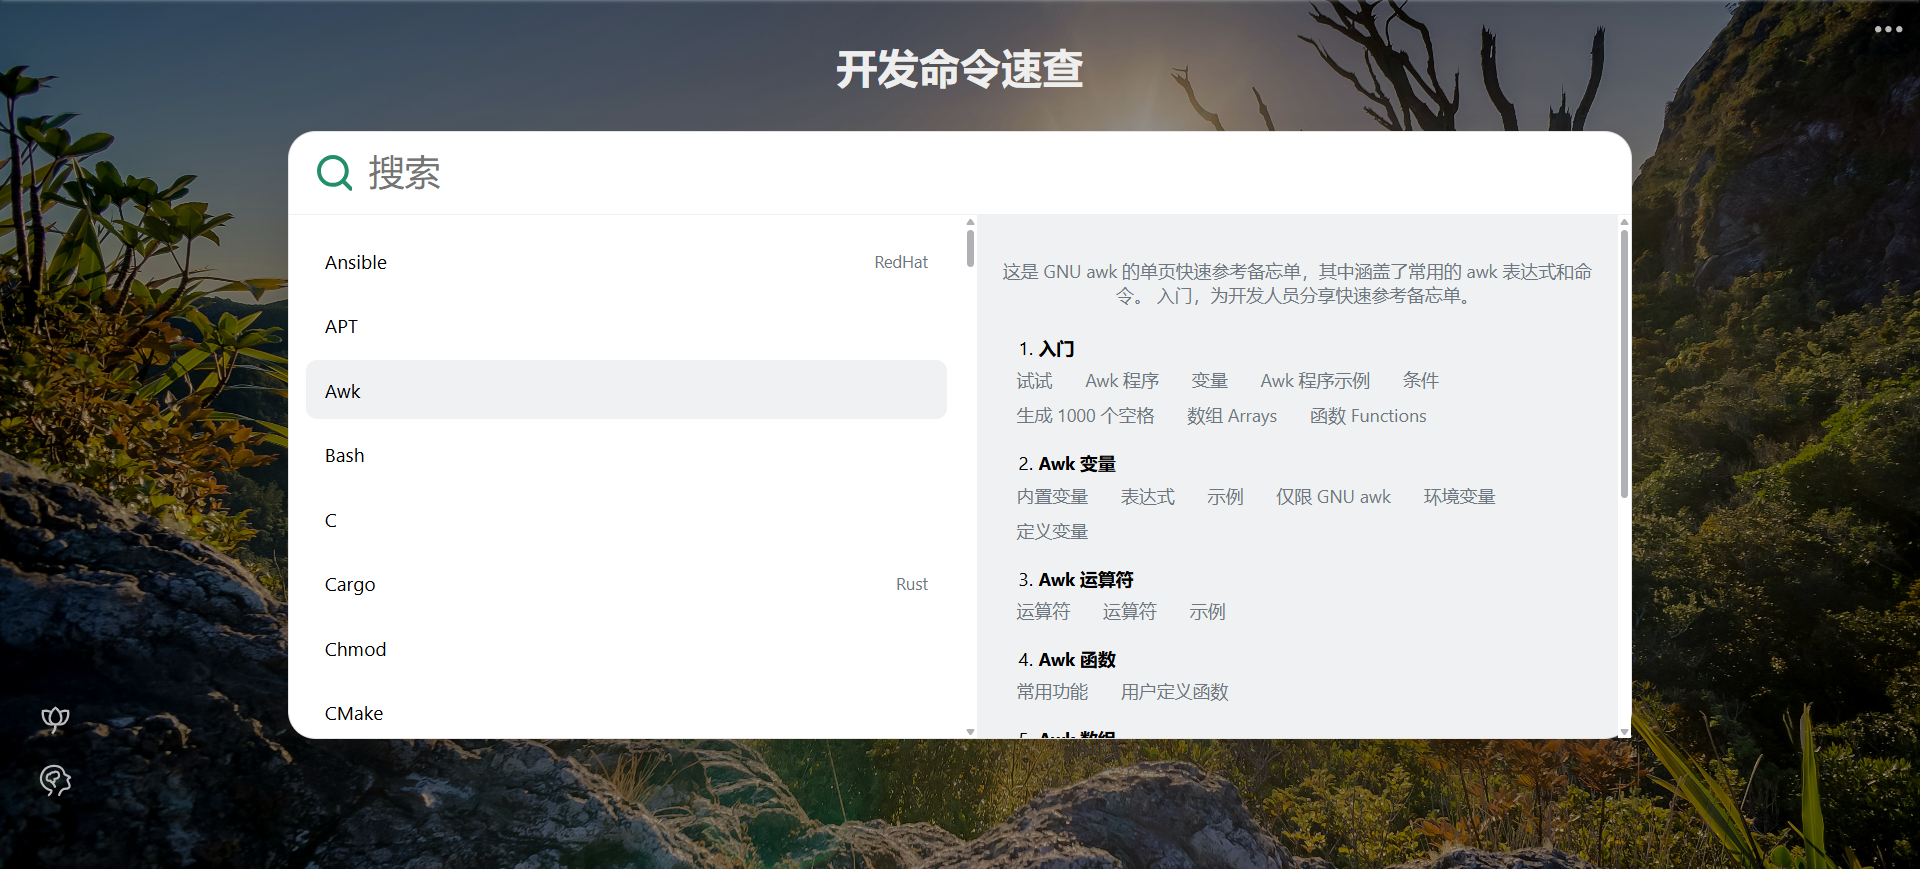 开发命令速查
搜索
Ansible RedHat
APT
Awk
Bash
C
Cargo Rust
Chmod
CMake
这是 GNU awk 的单页快速参考备忘单，其中涵盖了常用的 awk 表达式和命
令。 入门，为开发人员分享快速参考备忘单。
1. 入门
试试 Awk 程序 变量 Awk 程序示例 条件
生成 1000 个空格 数组 Arrays 函数 Functions
2. Awk 变量
内置变量 表达式 示例 仅限 GNU awk 环境变量
定义变量
3. Awk 运算符
运算符 运算符 示例
4. Awk 函数
常用功能 用户定义函数
5. Awk 数组